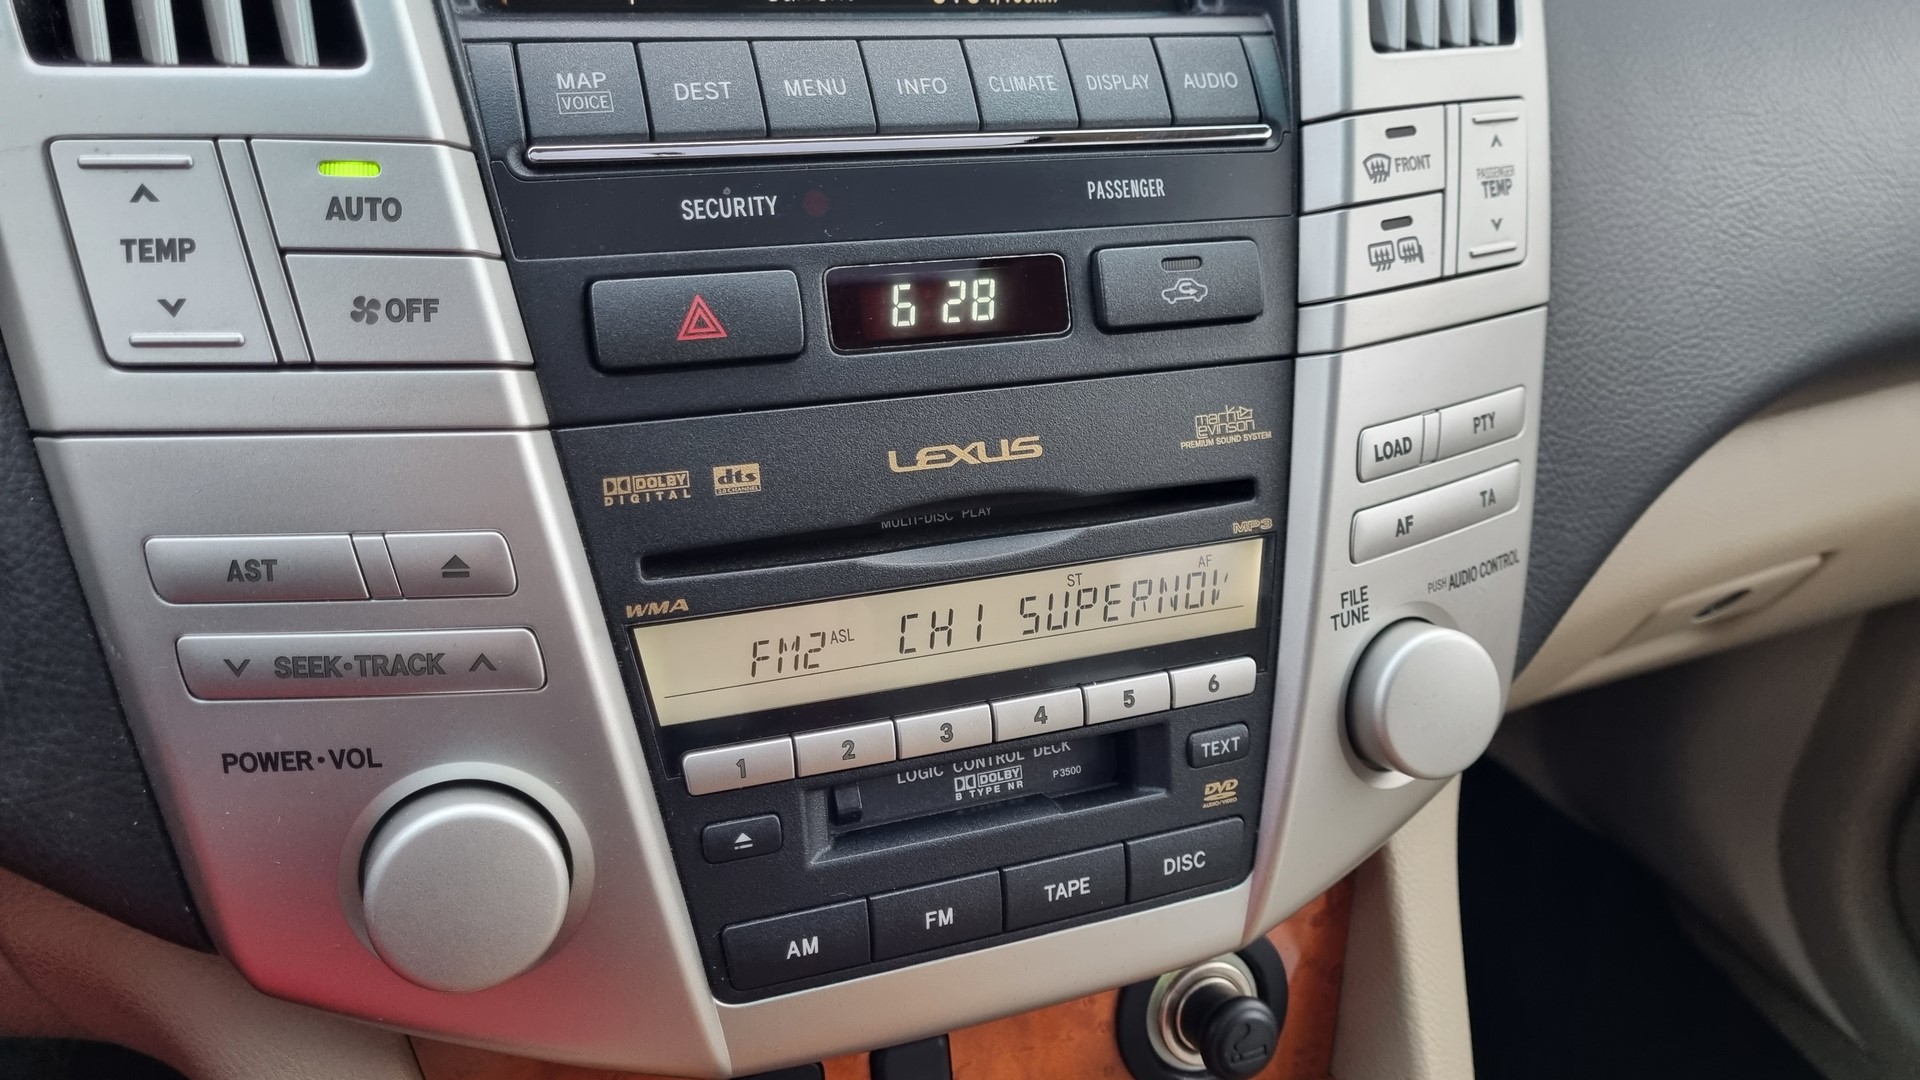 MAP
VOICE
DEST
MENU
INFO
CLIMATE
DISPLAY
AUDIO
TEMP
AUTO
OFF
SECURITY
PASSENGER
FRONT
PASSENGER
TEMP
6 28
LEXUS
mark levinson
PREMIUM SOUND SYSTEM
DOLBY
DIGITAL
dts
MULTI-DISC PLAY
MP3
LOAD
PTY
AF
TA
PUSH AUDIO CONTROL
FILE
TUNE
AST
SEEK·TRACK
WMA
ST
AF
FM2 ASL CH1 SUPERNOV
1 2 3 4 5 6
POWER·VOL
LOGIC CONTROL DECK
DOLBY
B TYPE NR
P3500
TEXT
DVD
AUDIO/VIDEO
AM
FM
TAPE
DISC